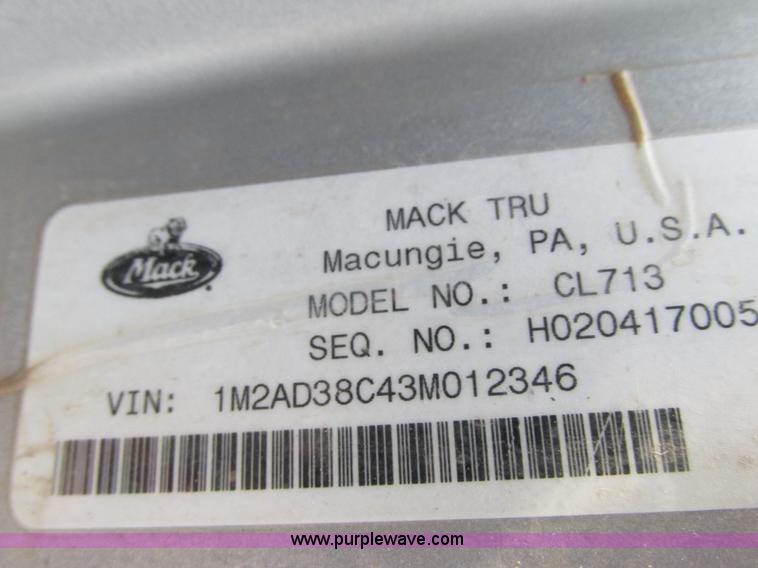 Mack
MACK TRU
Macungie, PA, U.S.A.
MODEL NO.: CL713
SEQ. NO.: H020417005
VIN: 1M2AD38C43M012346
www.purplewave.com